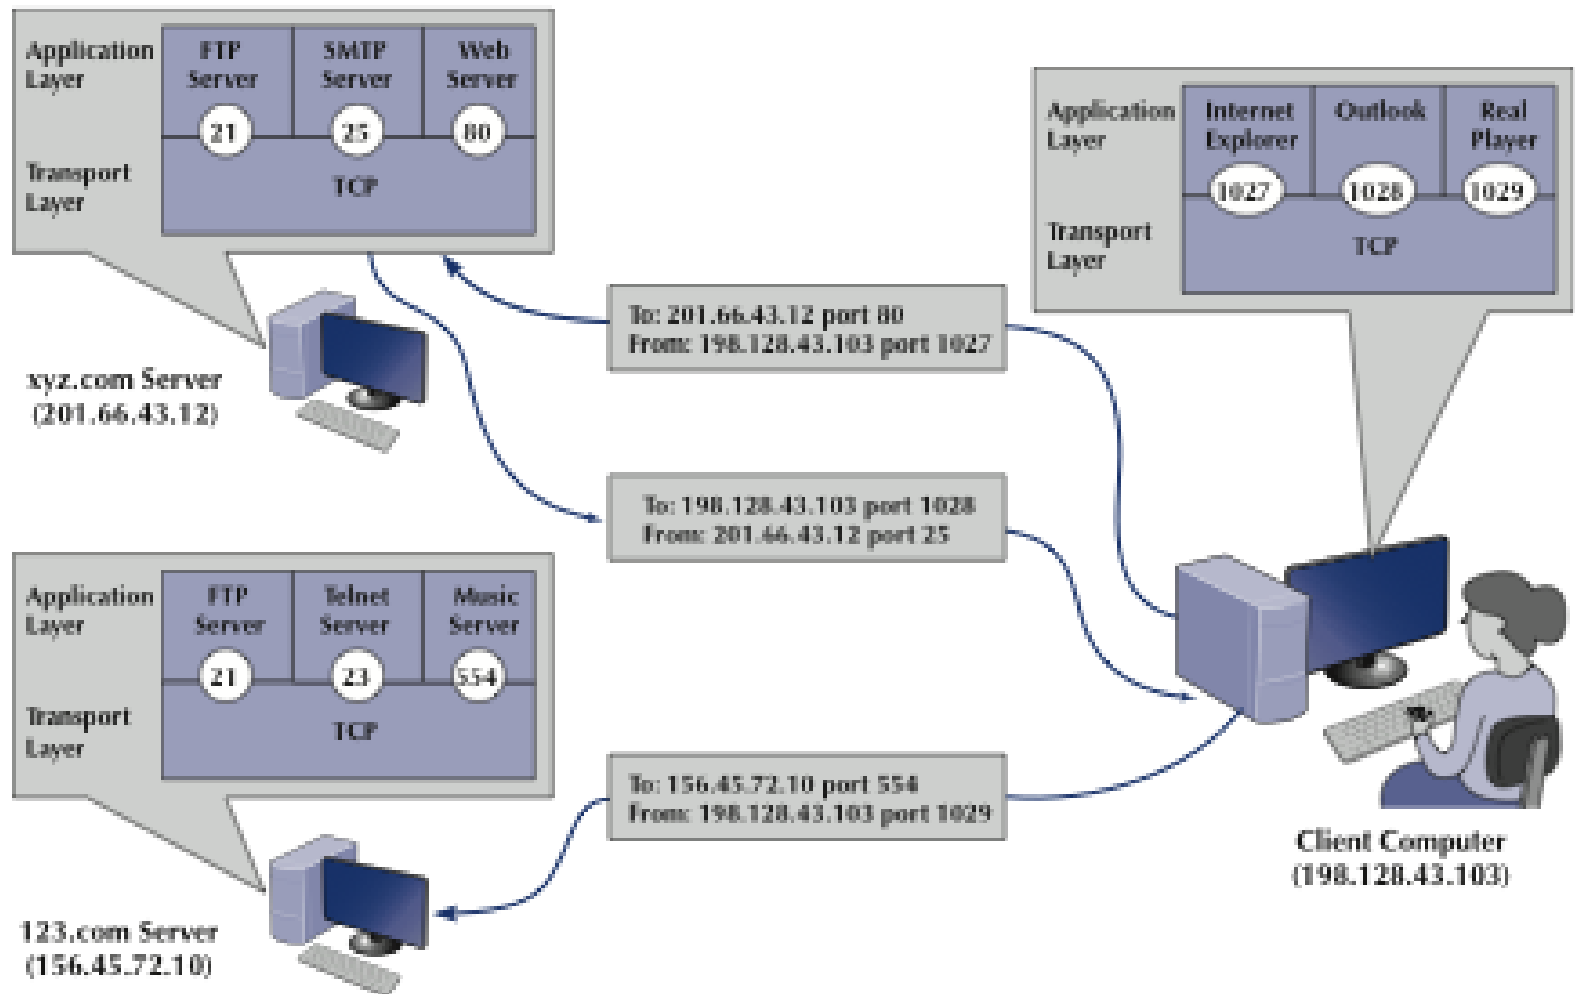 Application
Layer
FTP
Server
SMTP
Server
Web
Server
21
25
80
Transport
Layer
TCP
xyz.com Server
(201.66.43.12)
Application
Layer
Internet
Explorer
Outlook
Real
Player
1027
1028
1029
Transport
Layer
TCP
To: 201.66.43.12 port 80
From: 198.128.43.103 port 1027
To: 198.128.43.103 port 1028
From: 201.66.43.12 port 25
Application
Layer
FTP
Server
Telnet
Server
Music
Server
21
23
554
Transport
Layer
TCP
To: 156.45.72.10 port 554
From: 198.128.43.103 port 1029
123.com Server
(156.45.72.10)
Client Computer
(198.128.43.103)